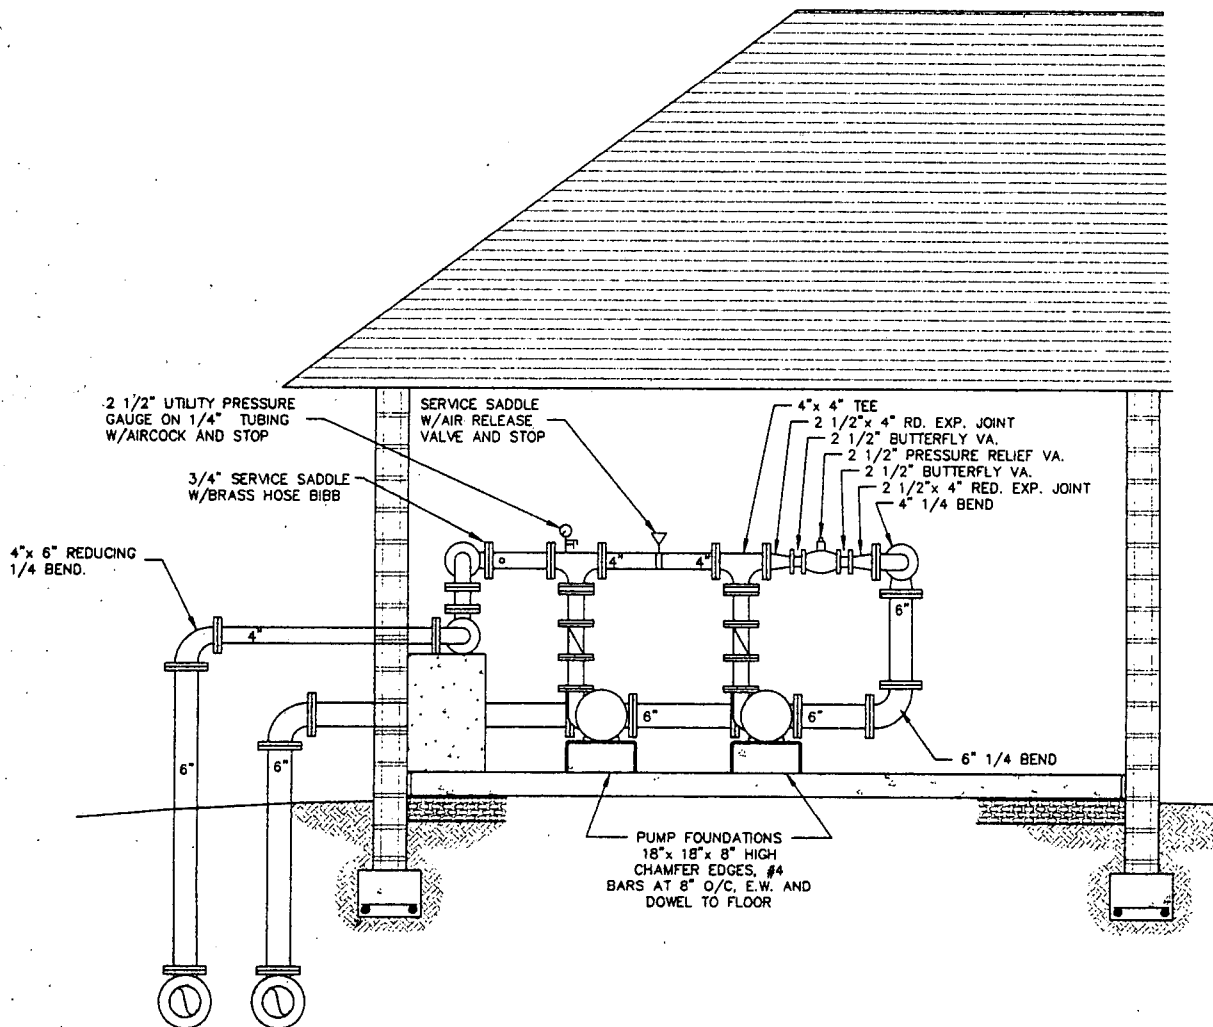 2 1/2" UTILITY PRESSURE
GAUGE ON 1/4" TUBING
W/AIRCOCK AND STOP
SERVICE SADDLE
W/AIR RELEASE
VALVE AND STOP
4"x 4" TEE
2 1/2"x 4" RD. EXP. JOINT
2 1/2" BUTTERFLY VA.
2 1/2" PRESSURE RELIEF VA.
2 1/2" BUTTERFLY VA.
2 1/2"x 4" RED. EXP. JOINT
4" 1/4 BEND
3/4" SERVICE SADDLE
W/BRASS HOSE BIBB
4"x 6" REDUCING
1/4 BEND.
4"
4"
4"
6"
6"
6"
6"
6"
6" 1/4 BEND
PUMP FOUNDATIONS
18"x 18"x 8" HIGH
CHAMFER EDGES, #4
BARS AT 8" O/C, E.W. AND
DOWEL TO FLOOR